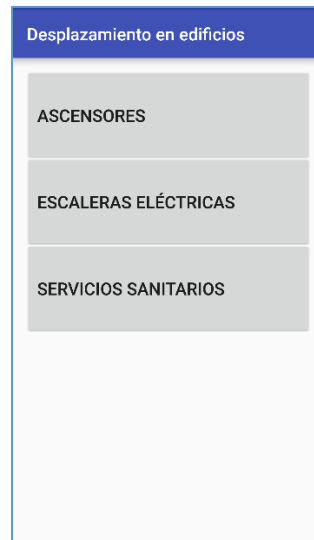 Desplazamiento en edificios
ASCENSORES
ESCALERAS ELÉCTRICAS
SERVICIOS SANITARIOS